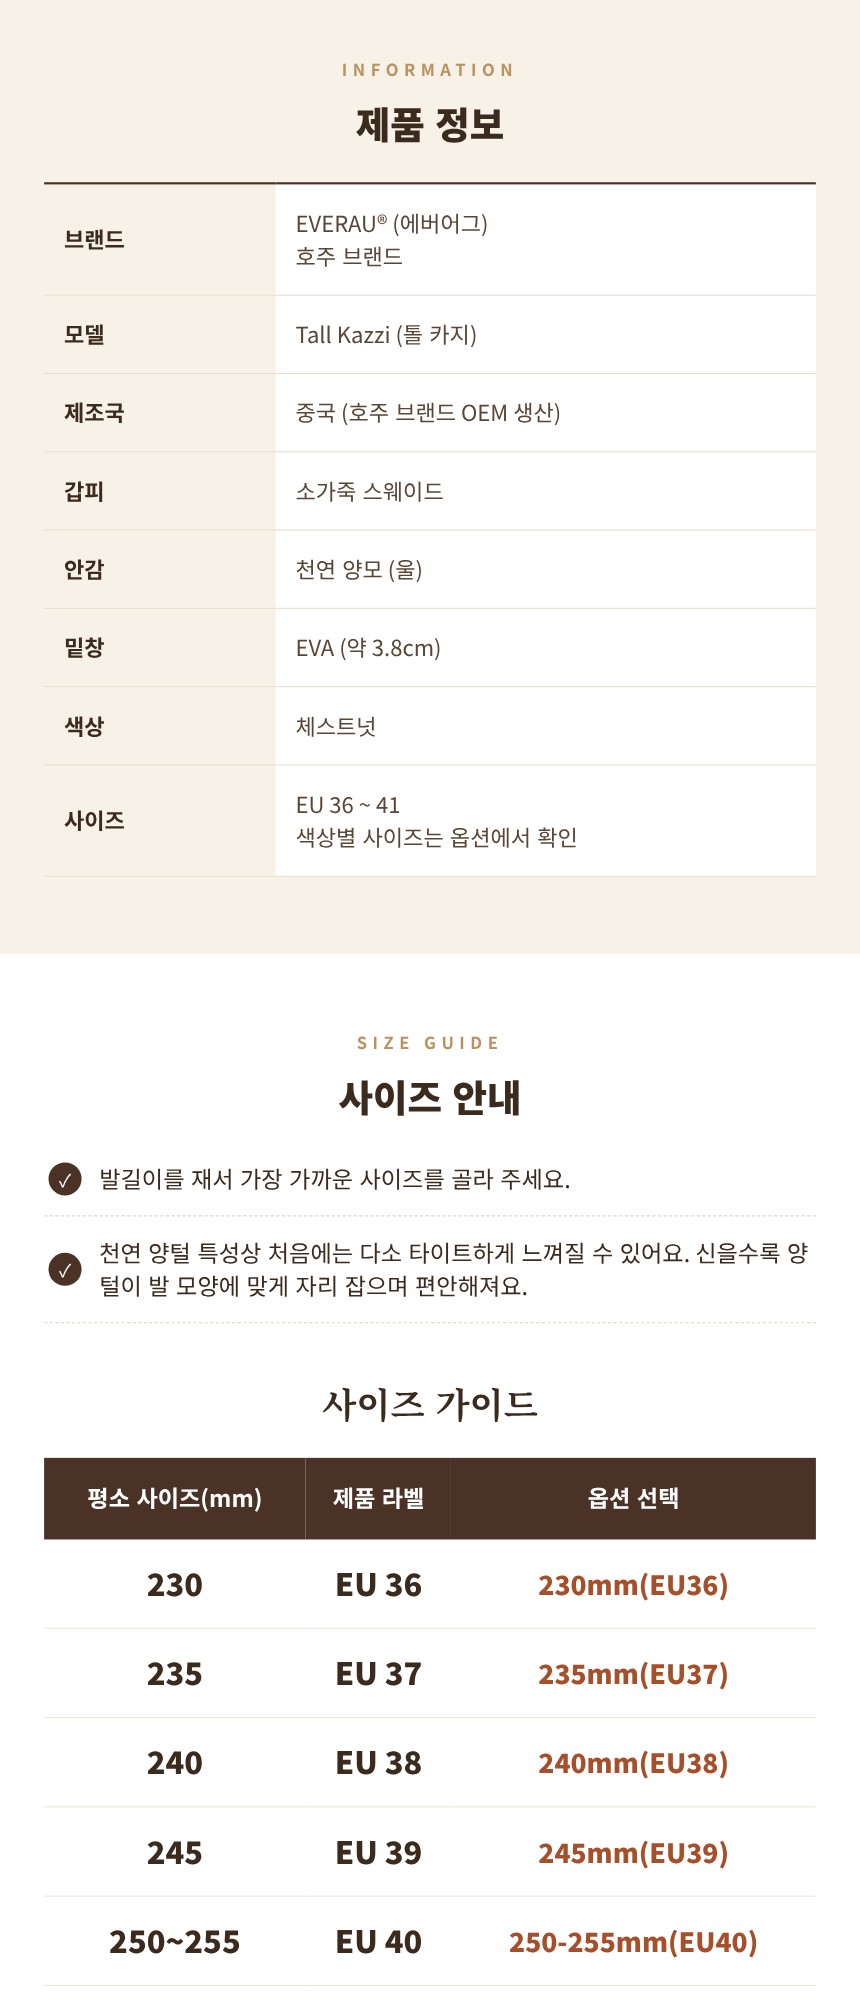 INFORMATION
제품 정보
브랜드
EVERAU® (에버어그)
호주 브랜드
모델
Tall Kazzi (톨 카지)
제조국
중국 (호주 브랜드 OEM 생산)
갑피
소가죽 스웨이드
안감
천연 양모 (울)
밑창
EVA (약 3.8cm)
색상
체스트넛
사이즈
EU 36 ~ 41
색상별 사이즈는 옵션에서 확인
SIZE GUIDE
사이즈 안내
✓ 발길이를 재서 가장 가까운 사이즈를 골라 주세요.
✓ 천연 양털 특성상 처음에는 다소 타이트하게 느껴질 수 있어요. 신을수록 양
털이 발 모양에 맞게 자리 잡으며 편안해져요.
사이즈 가이드
평소 사이즈(mm) 제품 라벨 옵션 선택
230 EU 36 230mm(EU36)
235 EU 37 235mm(EU37)
240 EU 38 240mm(EU38)
245 EU 39 245mm(EU39)
250~255 EU 40 250-255mm(EU40)